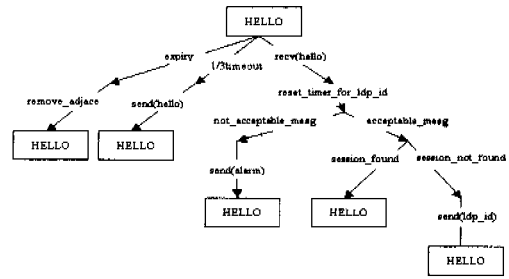 HELLO
expiry
1/3timeout
recv(hello)
reset_timer_for_ldp_id
remove_adjace
send(hello)
not_acceptable_mesg
acceptable_mesg
HELLO
HELLO
session_found
session_not_found
send(alarm)
HELLO
HELLO
send(ldp_id)
HELLO